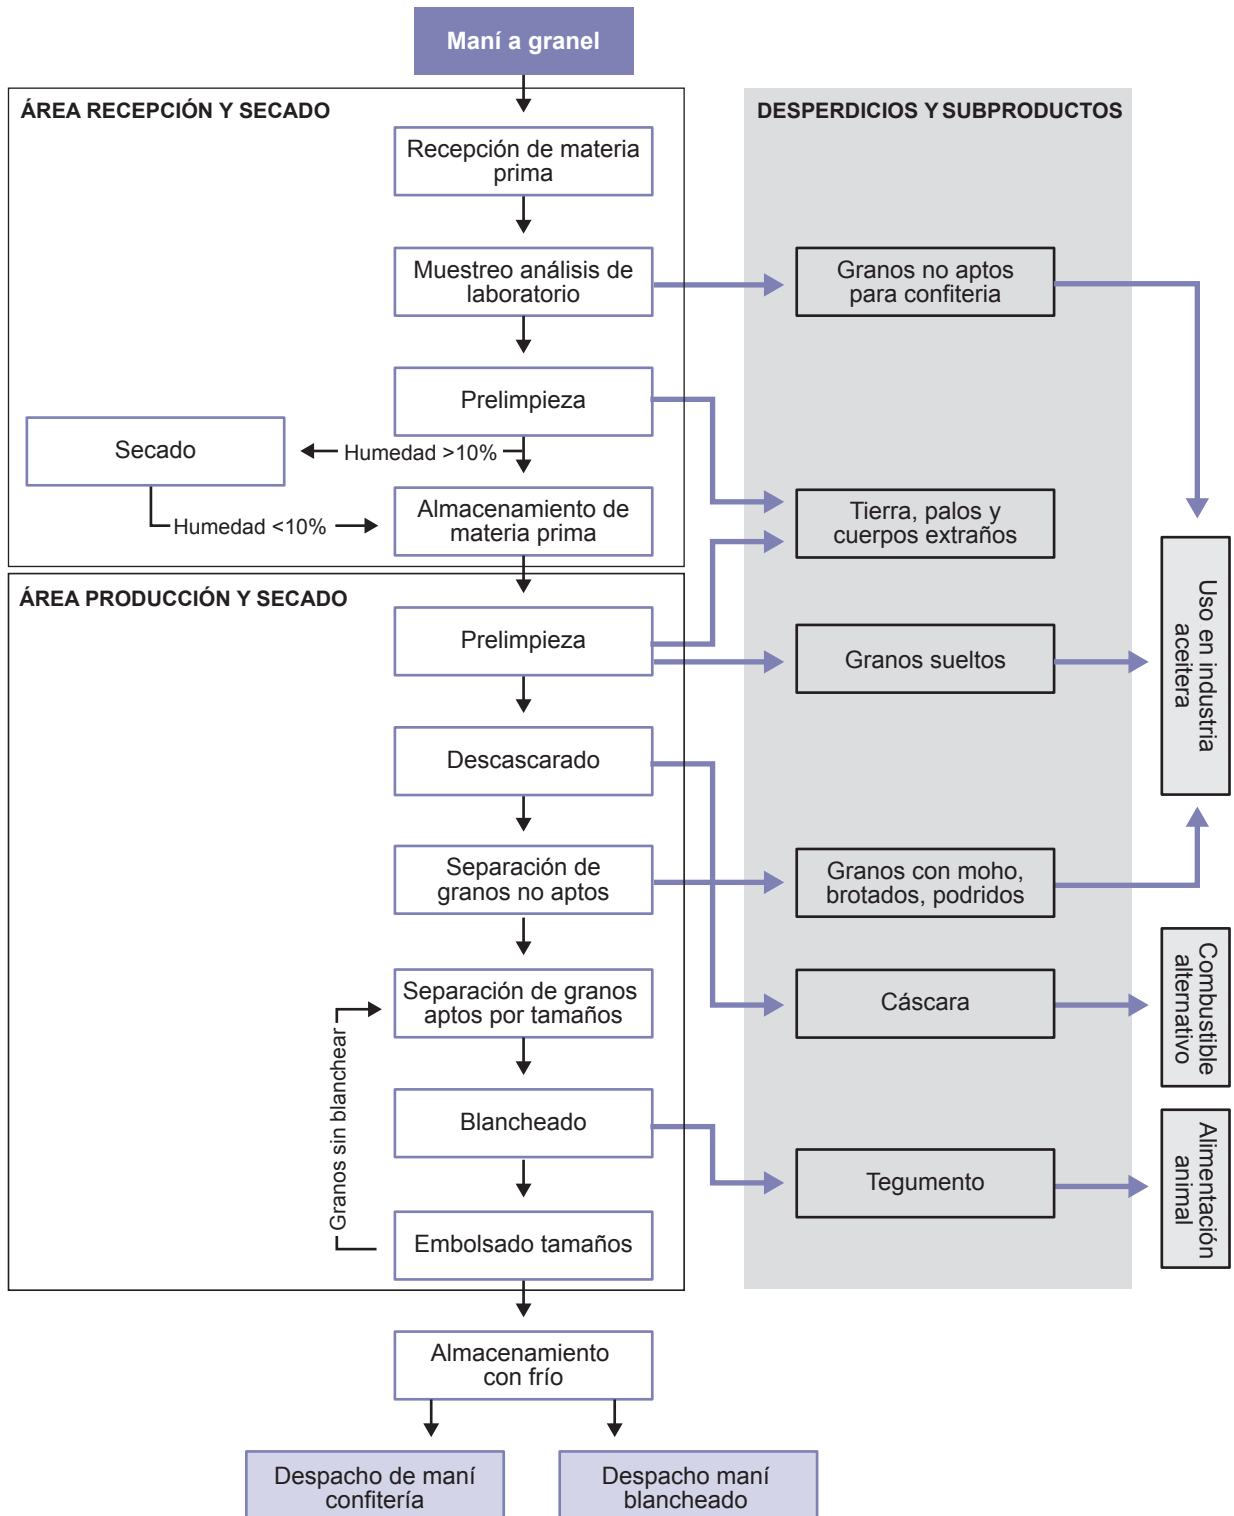 Maní a granel
ÁREA RECEPCIÓN Y SECADO
DESPERDICIOS Y SUBPRODUCTOS
Recepción de materia
prima
Muestreo análisis de
laboratorio
Granos no aptos
para confiteria
Prelimpieza
Secado
Humedad >10%
Humedad <10%
Almacenamiento de
materia prima
Tierra, palos y
cuerpos extraños
Uso en industria
aceitera
ÁREA PRODUCCIÓN Y SECADO
Prelimpieza
Granos sueltos
Descascarado
Separación de
granos no aptos
Granos con moho,
brotados, podridos
Combustible
alternativo
Separación de granos
aptos por tamaños
Cáscara
Granos sin blanchear
Blancheado
Tegumento
Alimentación
animal
Embolsado tamaños
Almacenamiento
con frío
Despacho de maní
confitería
Despacho maní
blancheado